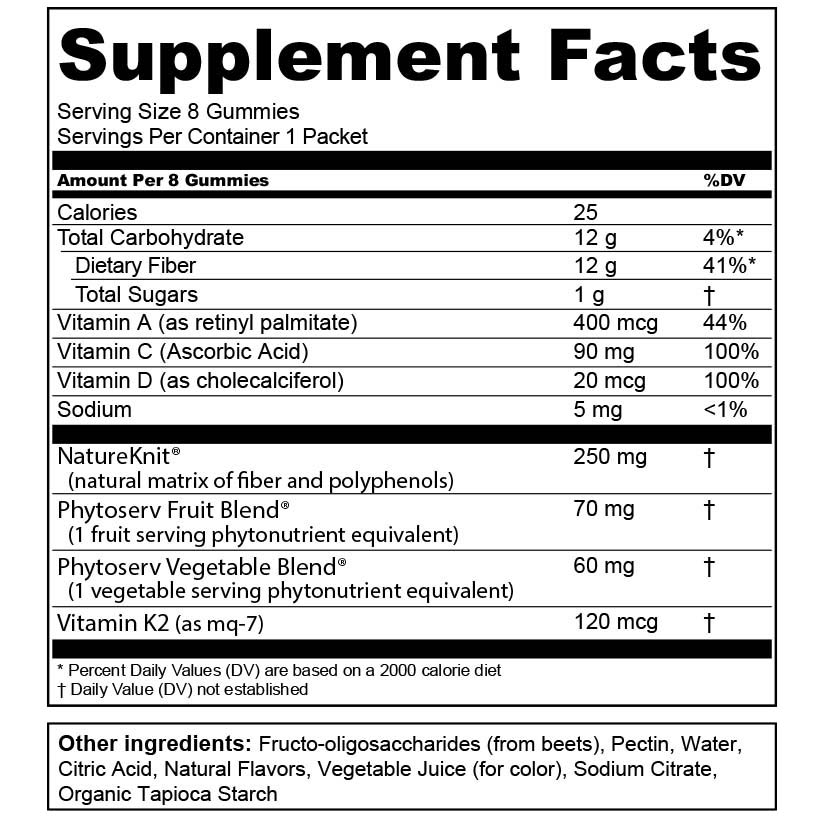 Supplement Facts
Serving Size 8 Gummies
Servings Per Container 1 Packet
Amount Per 8 Gummies %DV
Calories 25
Total Carbohydrate 12 g 4%*
Dietary Fiber 12 g 41%*
Total Sugars 1 g †
Vitamin A (as retinyl palmitate) 400 mcg 44%
Vitamin C (Ascorbic Acid) 90 mg 100%
Vitamin D (as cholecalciferol) 20 mcg 100%
Sodium 5 mg <1%
NatureKnit® 250 mg †
(natural matrix of fiber and polyphenols)
Phytoserv Fruit Blend® 70 mg †
(1 fruit serving phytonutrient equivalent)
Phytoserv Vegetable Blend® 60 mg †
(1 vegetable serving phytonutrient equivalent)
Vitamin K2 (as mq-7) 120 mcg †
* Percent Daily Values (DV) are based on a 2000 calorie diet
† Daily Value (DV) not established
Other ingredients: Fructo-oligosaccharides (from beets), Pectin, Water,
Citric Acid, Natural Flavors, Vegetable Juice (for color), Sodium Citrate,
Organic Tapioca Starch